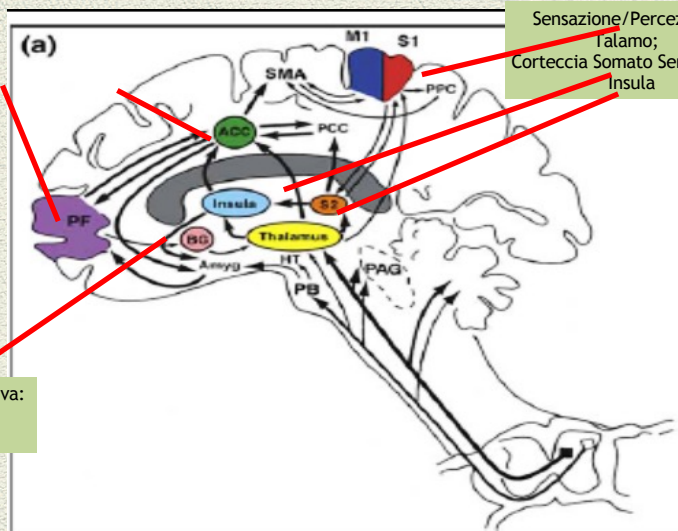 Sensazione/Percez
Talamo;
Corteccia Somato Ser
Insula
(a)
M1
S1
SMA
PPC
ACC
PCC
PF
Insula
S2
BG
Thalamus
Amyg
HT
PAG
PB
va: